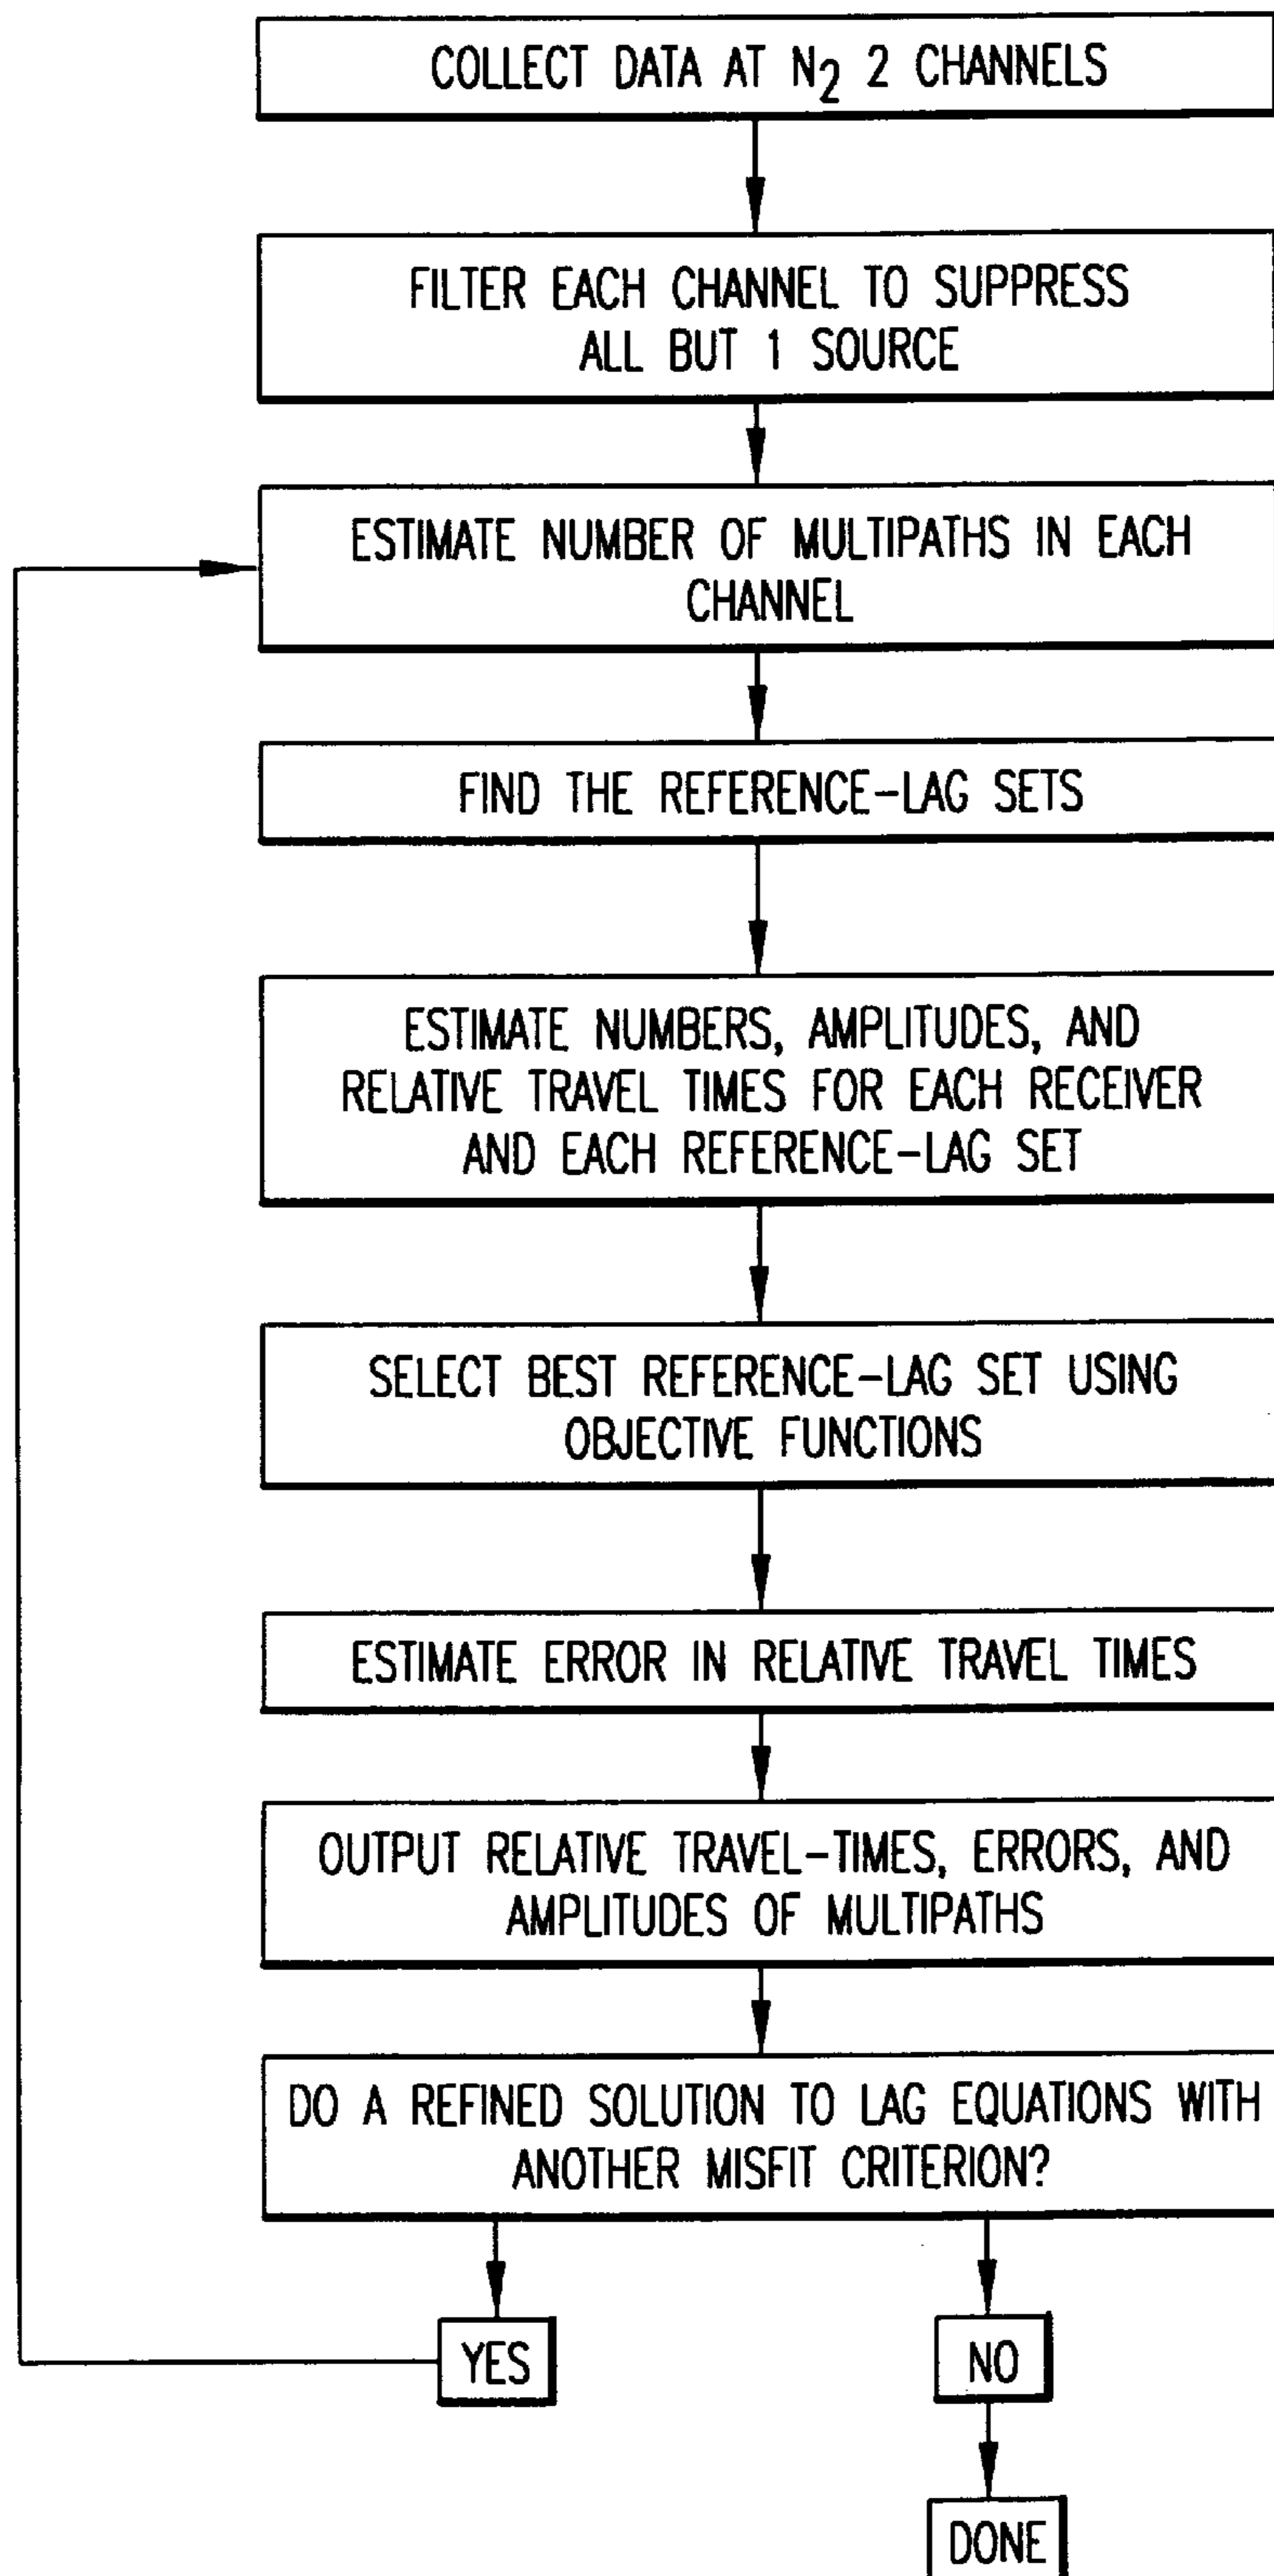 COLLECT DATA AT N₂ 2 CHANNELS
FILTER EACH CHANNEL TO SUPPRESS
ALL BUT 1 SOURCE
ESTIMATE NUMBER OF MULTIPATHS IN EACH
CHANNEL
FIND THE REFERENCE-LAG SETS
ESTIMATE NUMBERS, AMPLITUDES, AND
RELATIVE TRAVEL TIMES FOR EACH RECEIVER
AND EACH REFERENCE-LAG SET
SELECT BEST REFERENCE-LAG SET USING
OBJECTIVE FUNCTIONS
ESTIMATE ERROR IN RELATIVE TRAVEL TIMES
OUTPUT RELATIVE TRAVEL-TIMES, ERRORS, AND
AMPLITUDES OF MULTIPATHS
DO A REFINED SOLUTION TO LAG EQUATIONS WITH
ANOTHER MISFIT CRITERION?
YES
NO
DONE